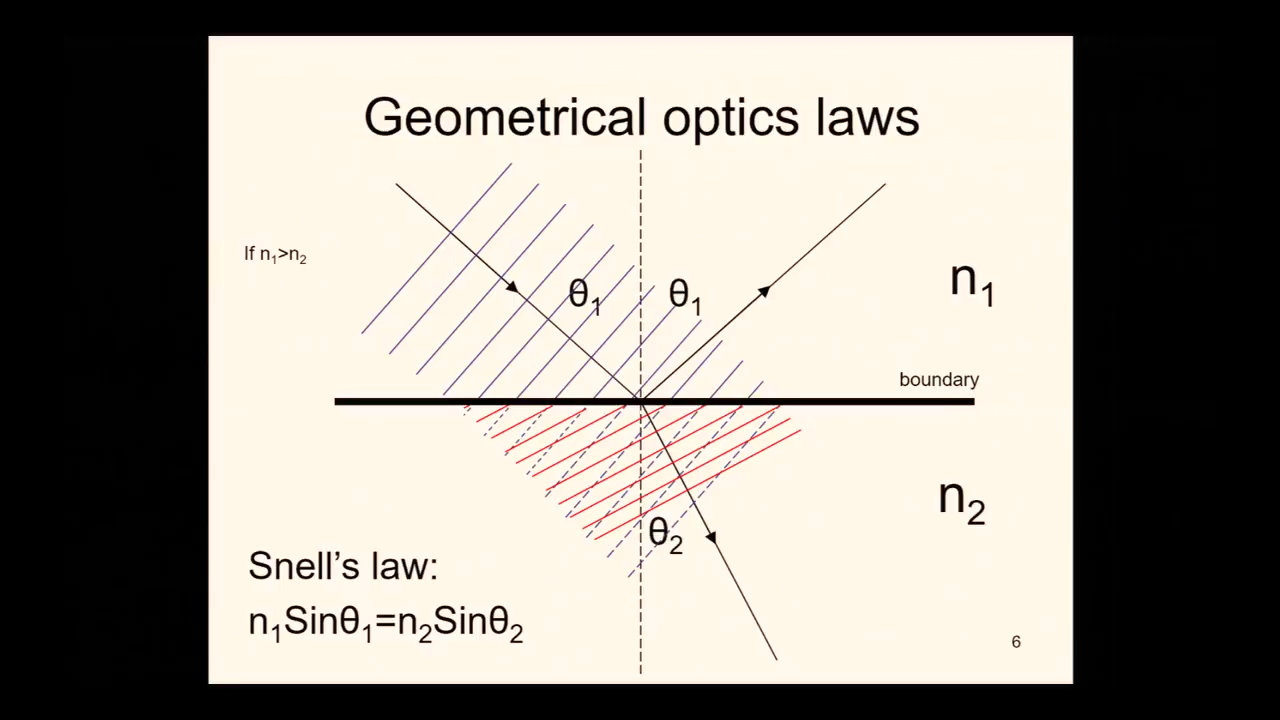 Geometrical optics laws
If n₁>n₂
θ₁ θ₁
n₁
boundary
n₂
θ₂
Snell’s law:
n₁Sinθ₁=n₂Sinθ₂
6